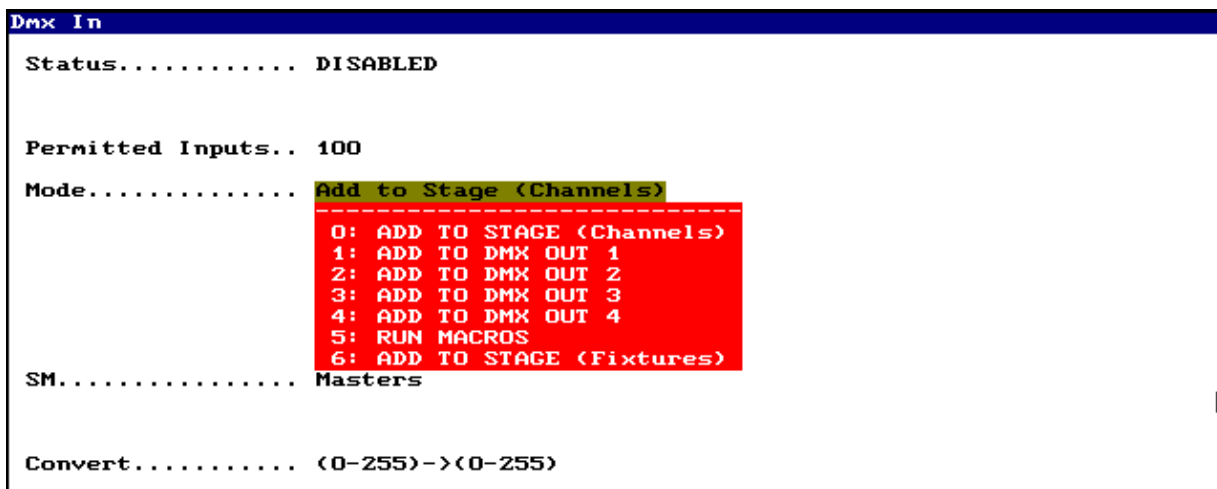 Dmx In
Status............ DISABLED
Permitted Inputs.. 100
Mode.............. Add to Stage (Channels)
----------------------------
0: ADD TO STAGE (Channels)
1: ADD TO DMX OUT 1
2: ADD TO DMX OUT 2
3: ADD TO DMX OUT 3
4: ADD TO DMX OUT 4
5: RUN MACROS
6: ADD TO STAGE (Fixtures)
SM................ Masters
Convert........... (0-255)->(0-255)